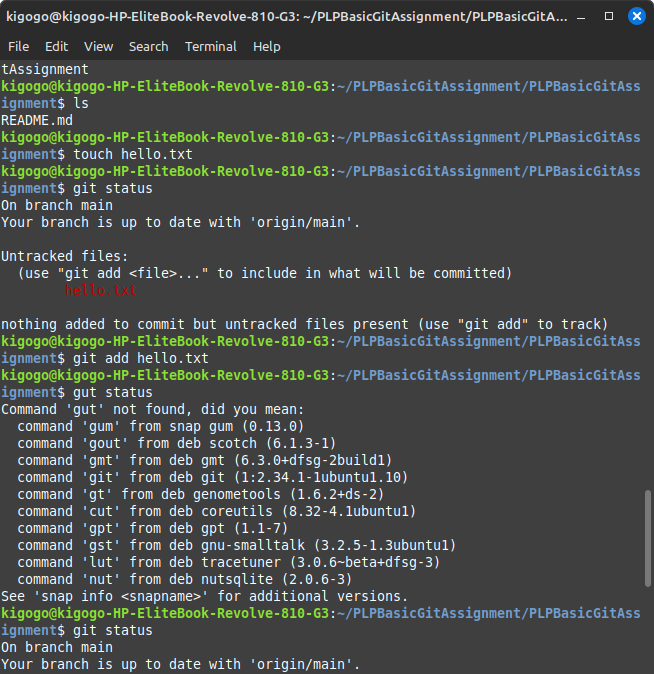 kigogo@kigogo-HP-EliteBook-Revolve-810-G3: ~/PLPBasicGitAssignment/PLPBasicGitA...
File Edit View Search Terminal Help
tAssignment
kigogo@kigogo-HP-EliteBook-Revolve-810-G3:~/PLPBasicGitAssignment/PLPBasicGitAss
ignment$ ls
README.md
kigogo@kigogo-HP-EliteBook-Revolve-810-G3:~/PLPBasicGitAssignment/PLPBasicGitAss
ignment$ touch hello.txt
kigogo@kigogo-HP-EliteBook-Revolve-810-G3:~/PLPBasicGitAssignment/PLPBasicGitAss
ignment$ git status
On branch main
Your branch is up to date with 'origin/main'.
Untracked files:
  (use "git add <file>..." to include in what will be committed)
        hello.txt
nothing added to commit but untracked files present (use "git add" to track)
kigogo@kigogo-HP-EliteBook-Revolve-810-G3:~/PLPBasicGitAssignment/PLPBasicGitAss
ignment$ git add hello.txt
kigogo@kigogo-HP-EliteBook-Revolve-810-G3:~/PLPBasicGitAssignment/PLPBasicGitAss
ignment$ gut status
Command 'gut' not found, did you mean:
  command 'gum' from snap gum (0.13.0)
  command 'gout' from deb scotch (6.1.3-1)
  command 'gmt' from deb gmt (6.3.0+dfsg-2build1)
  command 'git' from deb git (1:2.34.1-1ubuntu1.10)
  command 'gt' from deb genometools (1.6.2+ds-2)
  command 'cut' from deb coreutils (8.32-4.1ubuntu1)
  command 'gpt' from deb gpt (1.1-7)
  command 'gst' from deb gnu-smalltalk (3.2.5-1.3ubuntu1)
  command 'lut' from deb tracetuner (3.0.6~beta+dfsg-3)
  command 'nut' from deb nutsqlite (2.0.6-3)
See 'snap info <snapname>' for additional versions.
kigogo@kigogo-HP-EliteBook-Revolve-810-G3:~/PLPBasicGitAssignment/PLPBasicGitAss
ignment$ git status
On branch main
Your branch is up to date with 'origin/main'.